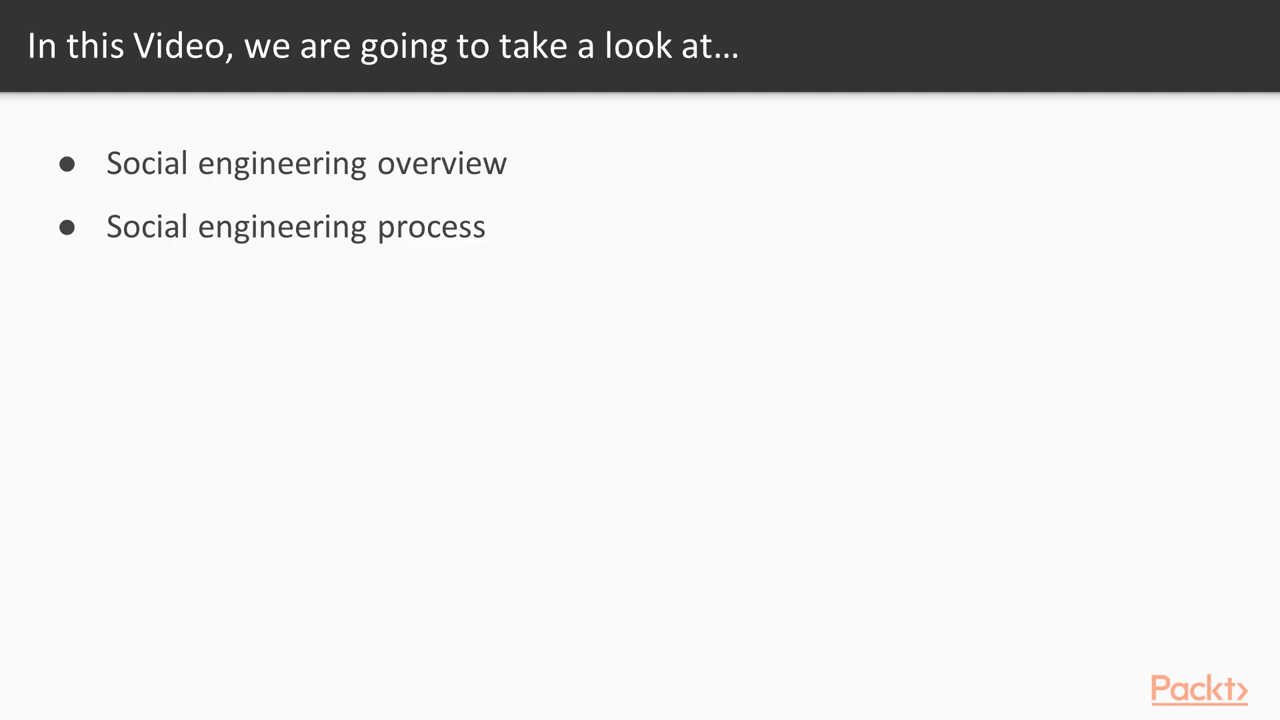 In this Video, we are going to take a look at…
● Social engineering overview
● Social engineering process
Packt>